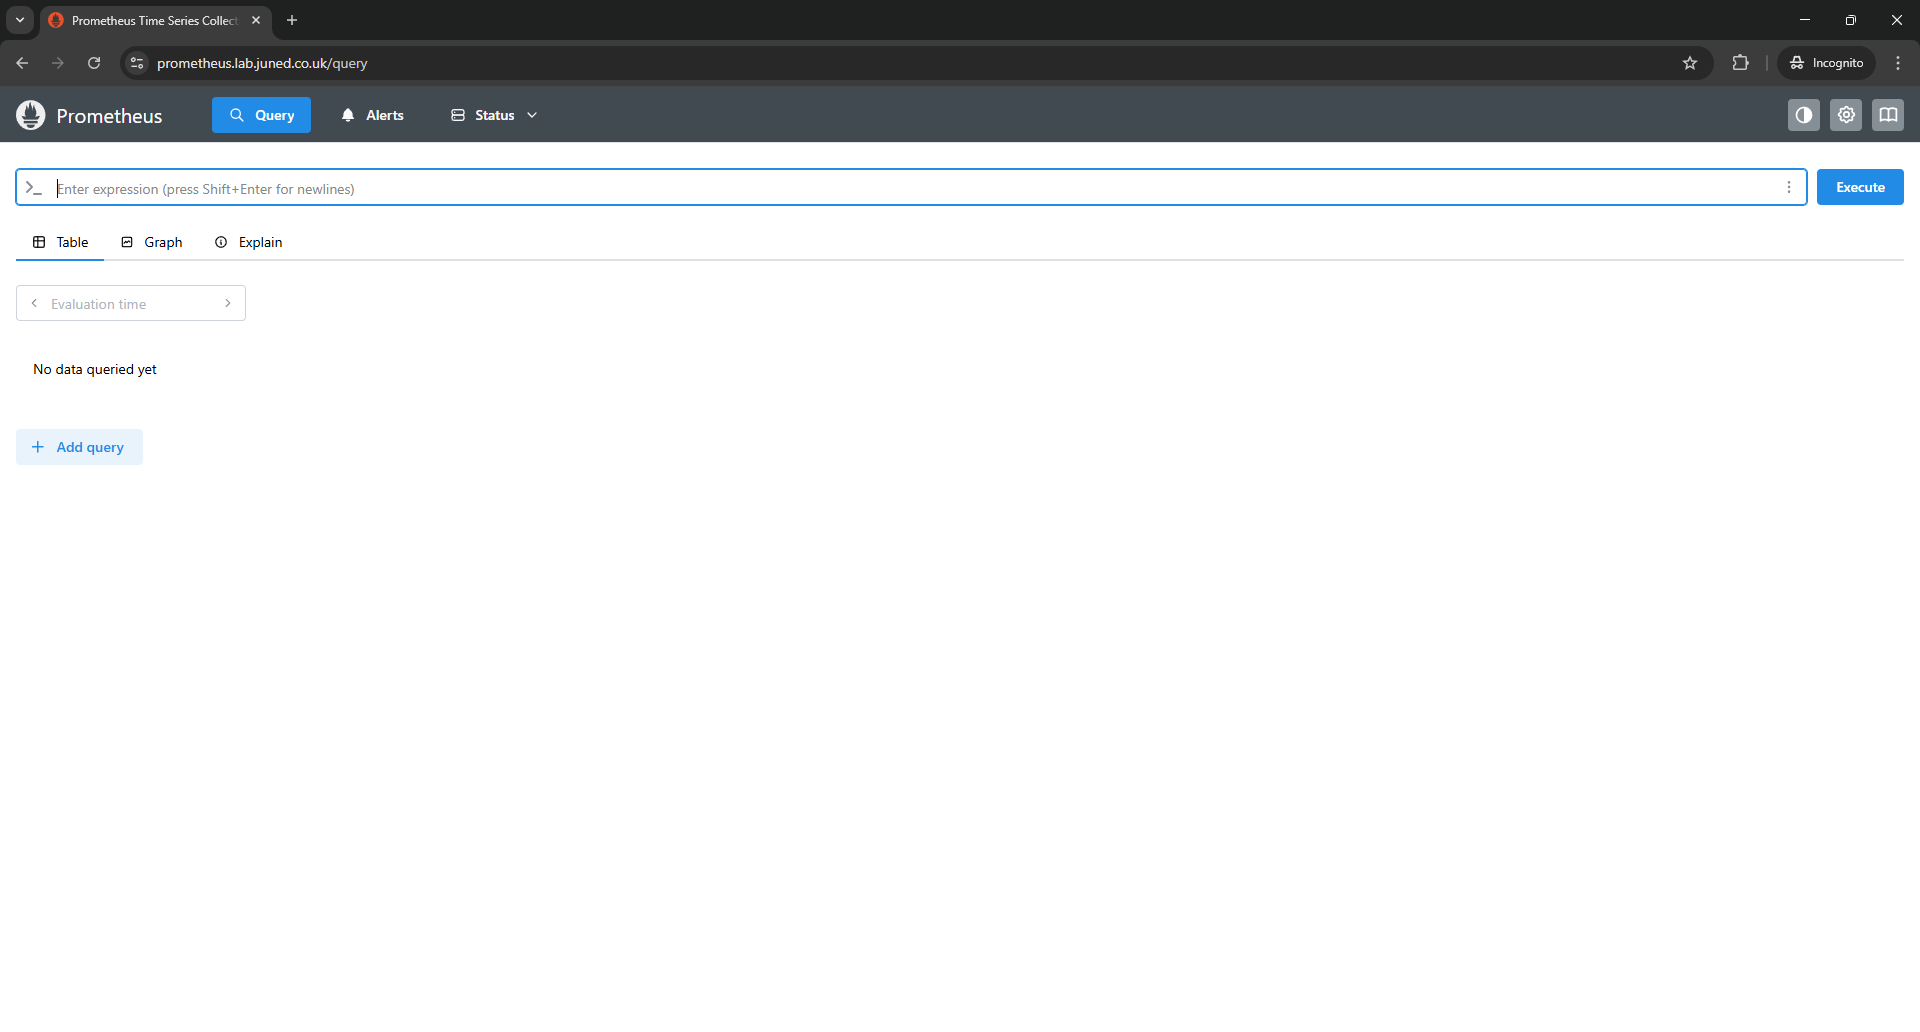 Prometheus Time Series Collect
prometheus.lab.juned.co.uk/query
Incognito
Prometheus
Query
Alerts
Status
Enter expression (press Shift+Enter for newlines)
Execute
Table
Graph
Explain
Evaluation time
No data queried yet
Add query